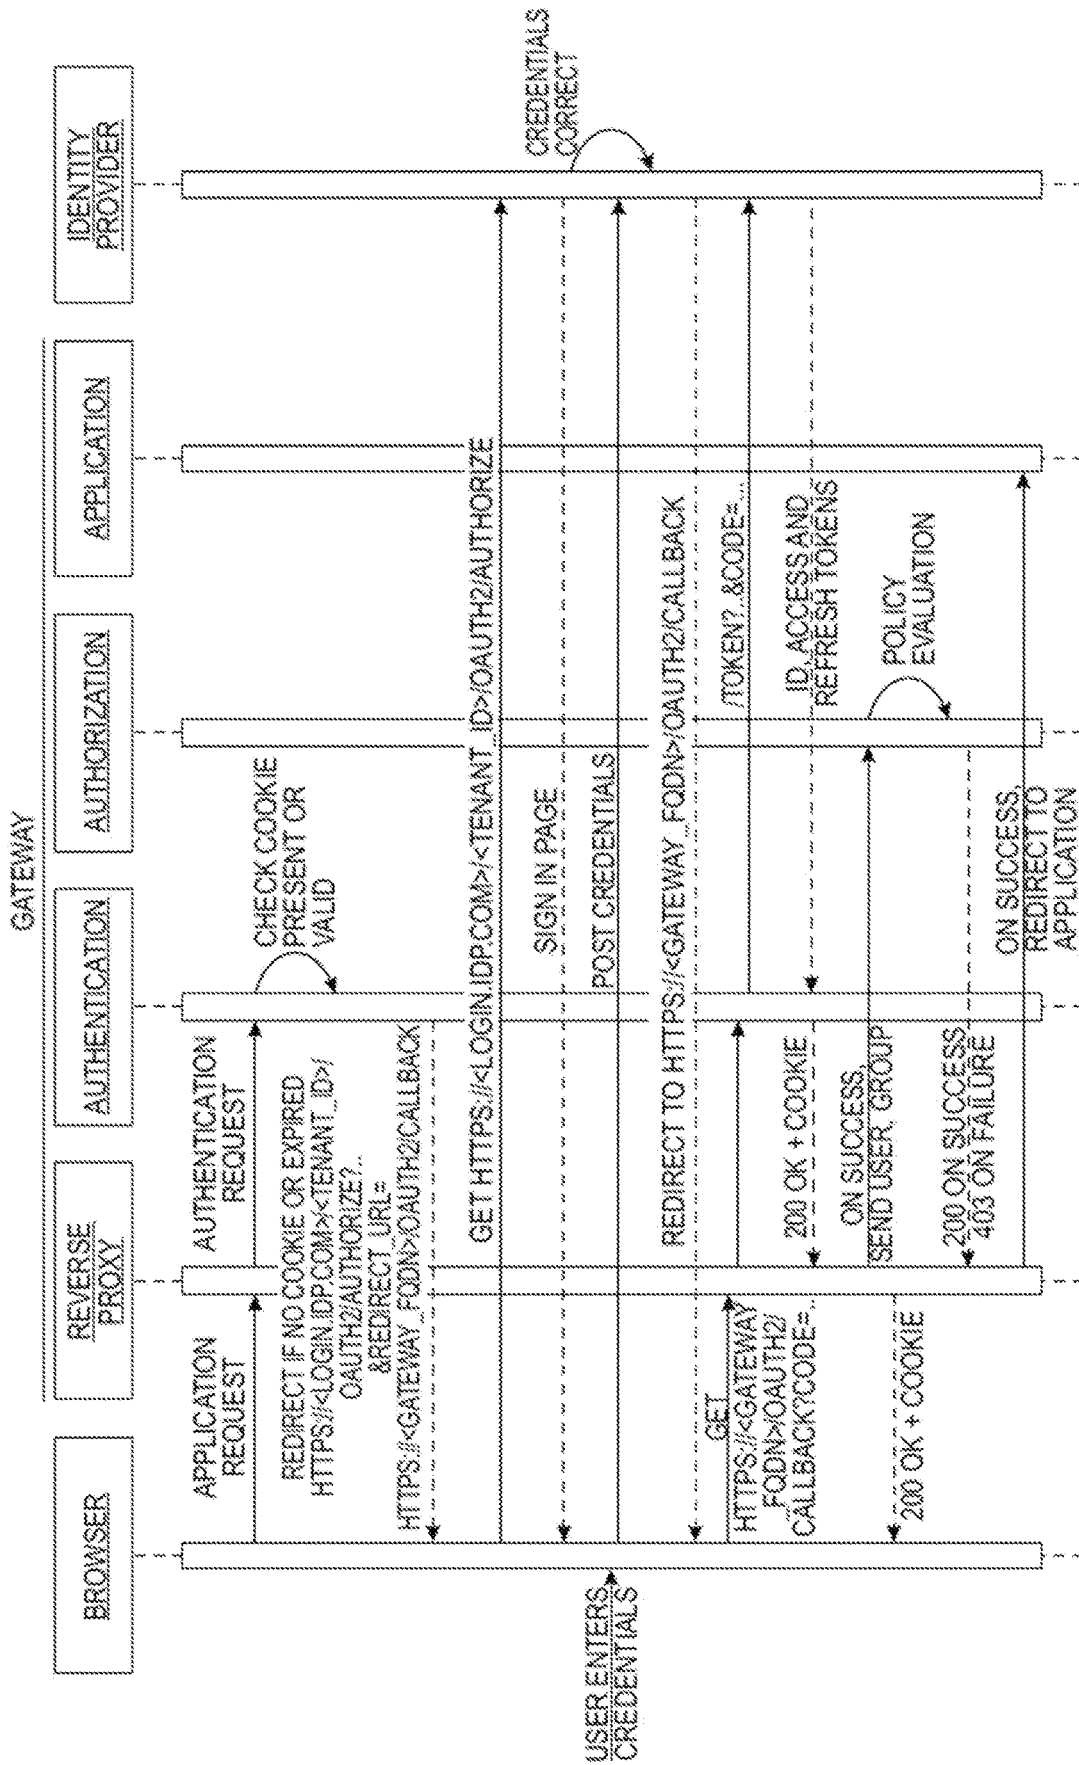 GATEWAY
BROWSER
REVERSE
PROXY
AUTHENTICATION
AUTHORIZATION
APPLICATION
IDENTITY
PROVIDER
APPLICATION
REQUEST
AUTHENTICATION
REQUEST
CHECK COOKIE
PRESENT OR
VALID
REDIRECT IF NO COOKIE OR EXPIRED
HTTPS://<LOGIN.IDP.COM>/<TENANT_ID>/
OAUTH2/AUTHORIZE?...
&REDIRECT_URL=
HTTPS://<GATEWAY_FQDN>/OAUTH2/CALLBACK
GET HTTPS://<LOGIN.IDP.COM>/<TENANT_ID>/OAUTH2/AUTHORIZE
SIGN IN PAGE
USER ENTERS
CREDENTIALS
POST CREDENTIALS
CREDENTIALS
CORRECT
REDIRECT TO HTTPS://<GATEWAY_FQDN>/OAUTH2/CALLBACK
GET
HTTPS://<GATEWAY
_FQDN>/OAUTH2/
CALLBACK?CODE=...
/TOKEN?..&CODE=...
ID, ACCESS AND
REFRESH TOKENS
200 OK + COOKIE
ON SUCCESS,
SEND USER, GROUP
POLICY
EVALUATION
200 OK + COOKIE
200 ON SUCCESS
403 ON FAILURE
ON SUCCESS,
REDIRECT TO
APPLICATION